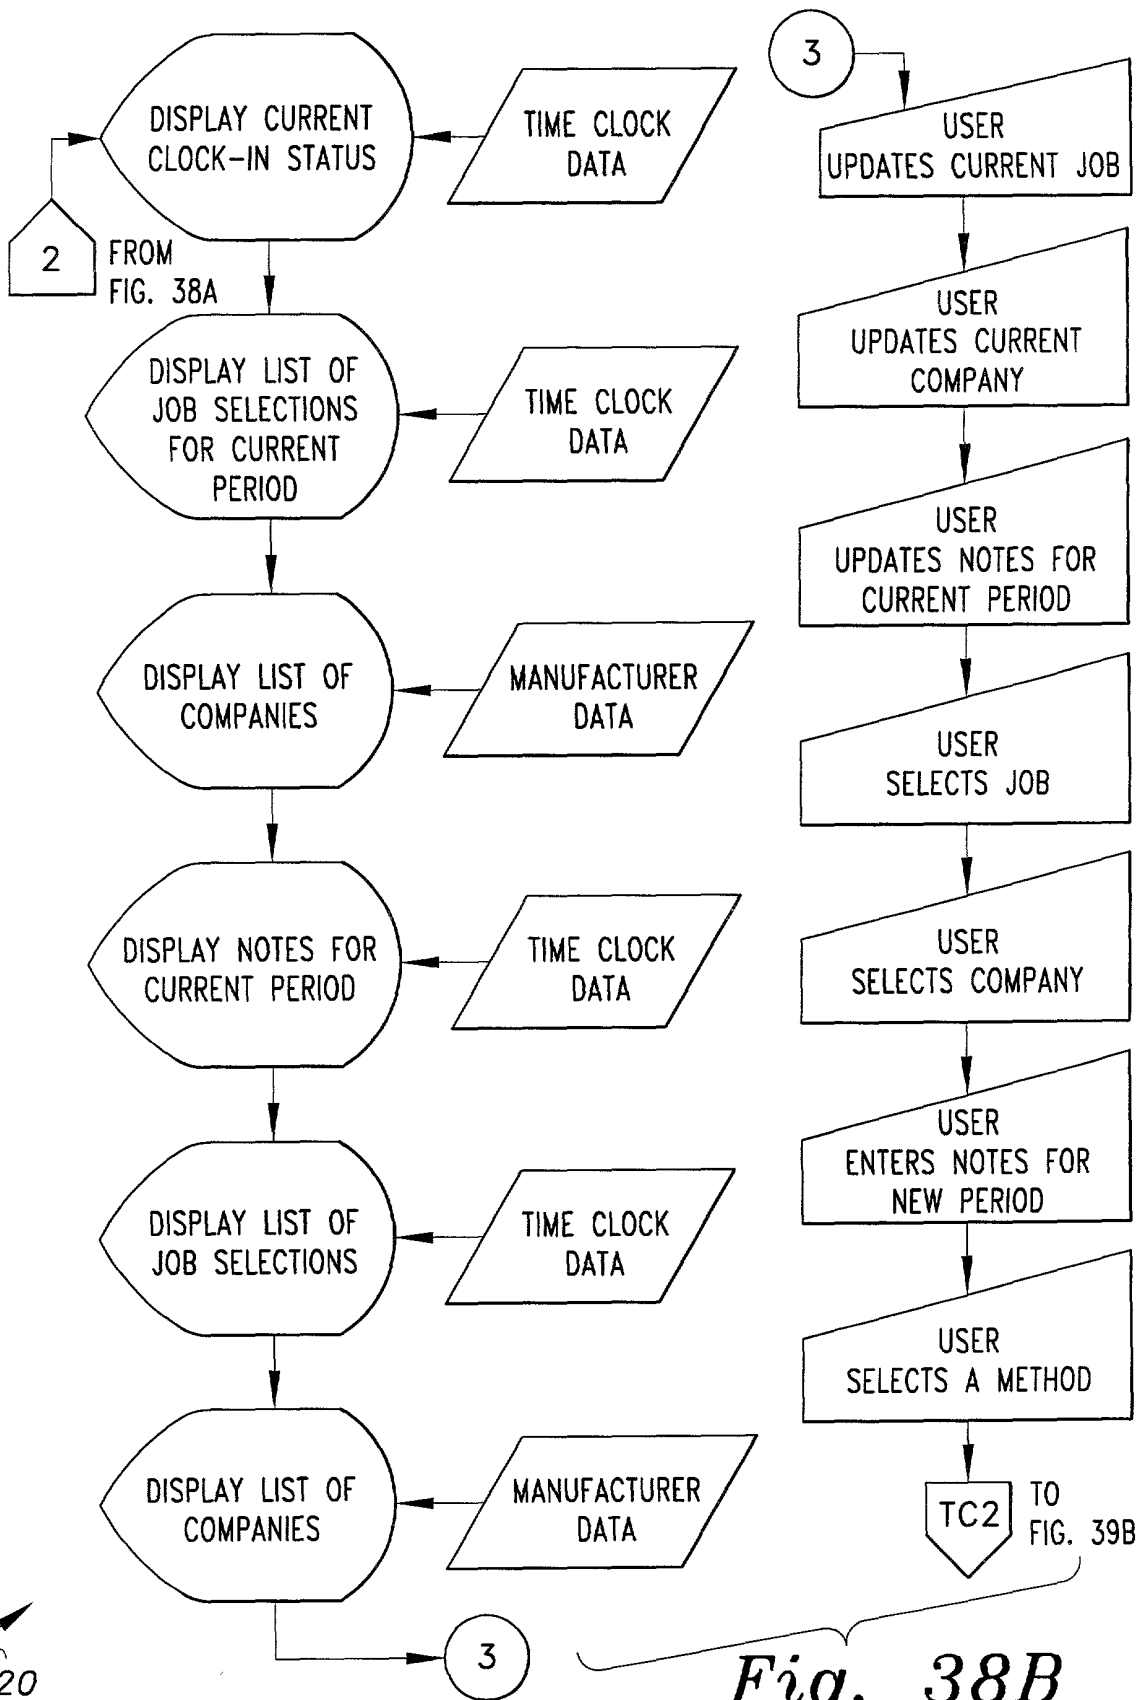 DISPLAY CURRENT
CLOCK-IN STATUS
TIME CLOCK
DATA
2
FROM
FIG. 38A
DISPLAY LIST OF
JOB SELECTIONS
FOR CURRENT
PERIOD
TIME CLOCK
DATA
DISPLAY LIST OF
COMPANIES
MANUFACTURER
DATA
DISPLAY NOTES FOR
CURRENT PERIOD
TIME CLOCK
DATA
DISPLAY LIST OF
JOB SELECTIONS
TIME CLOCK
DATA
DISPLAY LIST OF
COMPANIES
MANUFACTURER
DATA
3
3
USER
UPDATES CURRENT JOB
USER
UPDATES CURRENT
COMPANY
USER
UPDATES NOTES FOR
CURRENT PERIOD
USER
SELECTS JOB
USER
SELECTS COMPANY
USER
ENTERS NOTES FOR
NEW PERIOD
USER
SELECTS A METHOD
TC2
TO
FIG. 39B
20
Fig. 38B